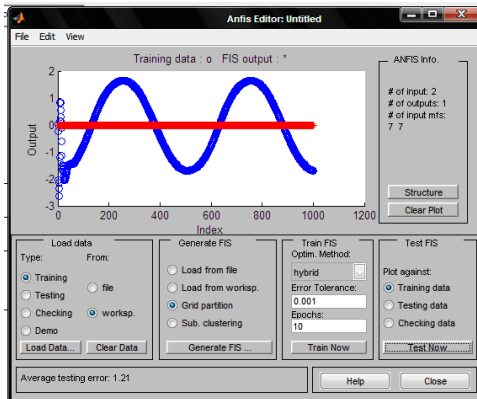 Anfis Editor: Untitled
File Edit View
Training data : o FIS output : *
2
1
0
-1
-2
-3
Output
0 200 400 600 800 1000 1200
Index
ANFIS Info.
# of input: 2
# of outputs: 1
# of input mfs:
7 7
Structure
Clear Plot
Load data
Type: From:
Training
Testing
Checking
Demo
file
worksp.
Load Data... Clear Data
Generate FIS
Load from file
Load from worksp.
Grid partition
Sub. clustering
Generate FIS ...
Train FIS
Optim. Method:
hybrid
Error Tolerance:
0.001
Epochs:
10
Train Now
Test FIS
Plot against:
Training data
Testing data
Checking data
Test Now
Average testing error: 1.21
Help Close